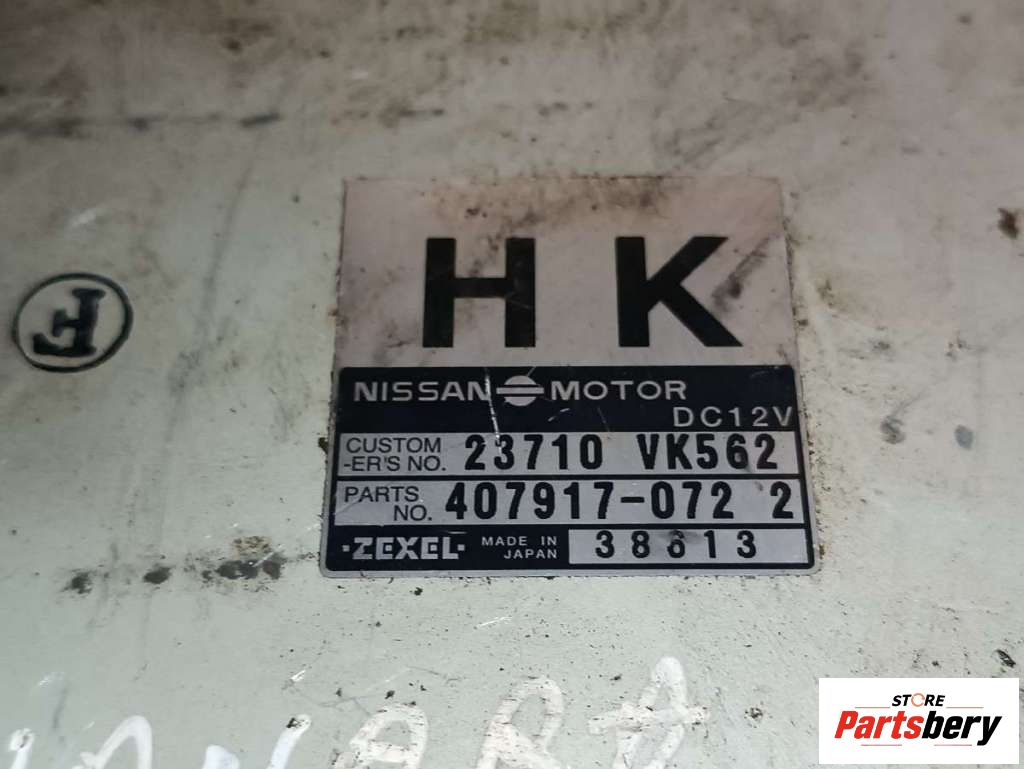 H K
F
NISSAN MOTOR
DC12V
CUSTOM
-ER'S NO. 23710 VK562
PARTS
NO. 407917-072 2
ZEXEL MADE IN
JAPAN 38613
STORE
Partsbery